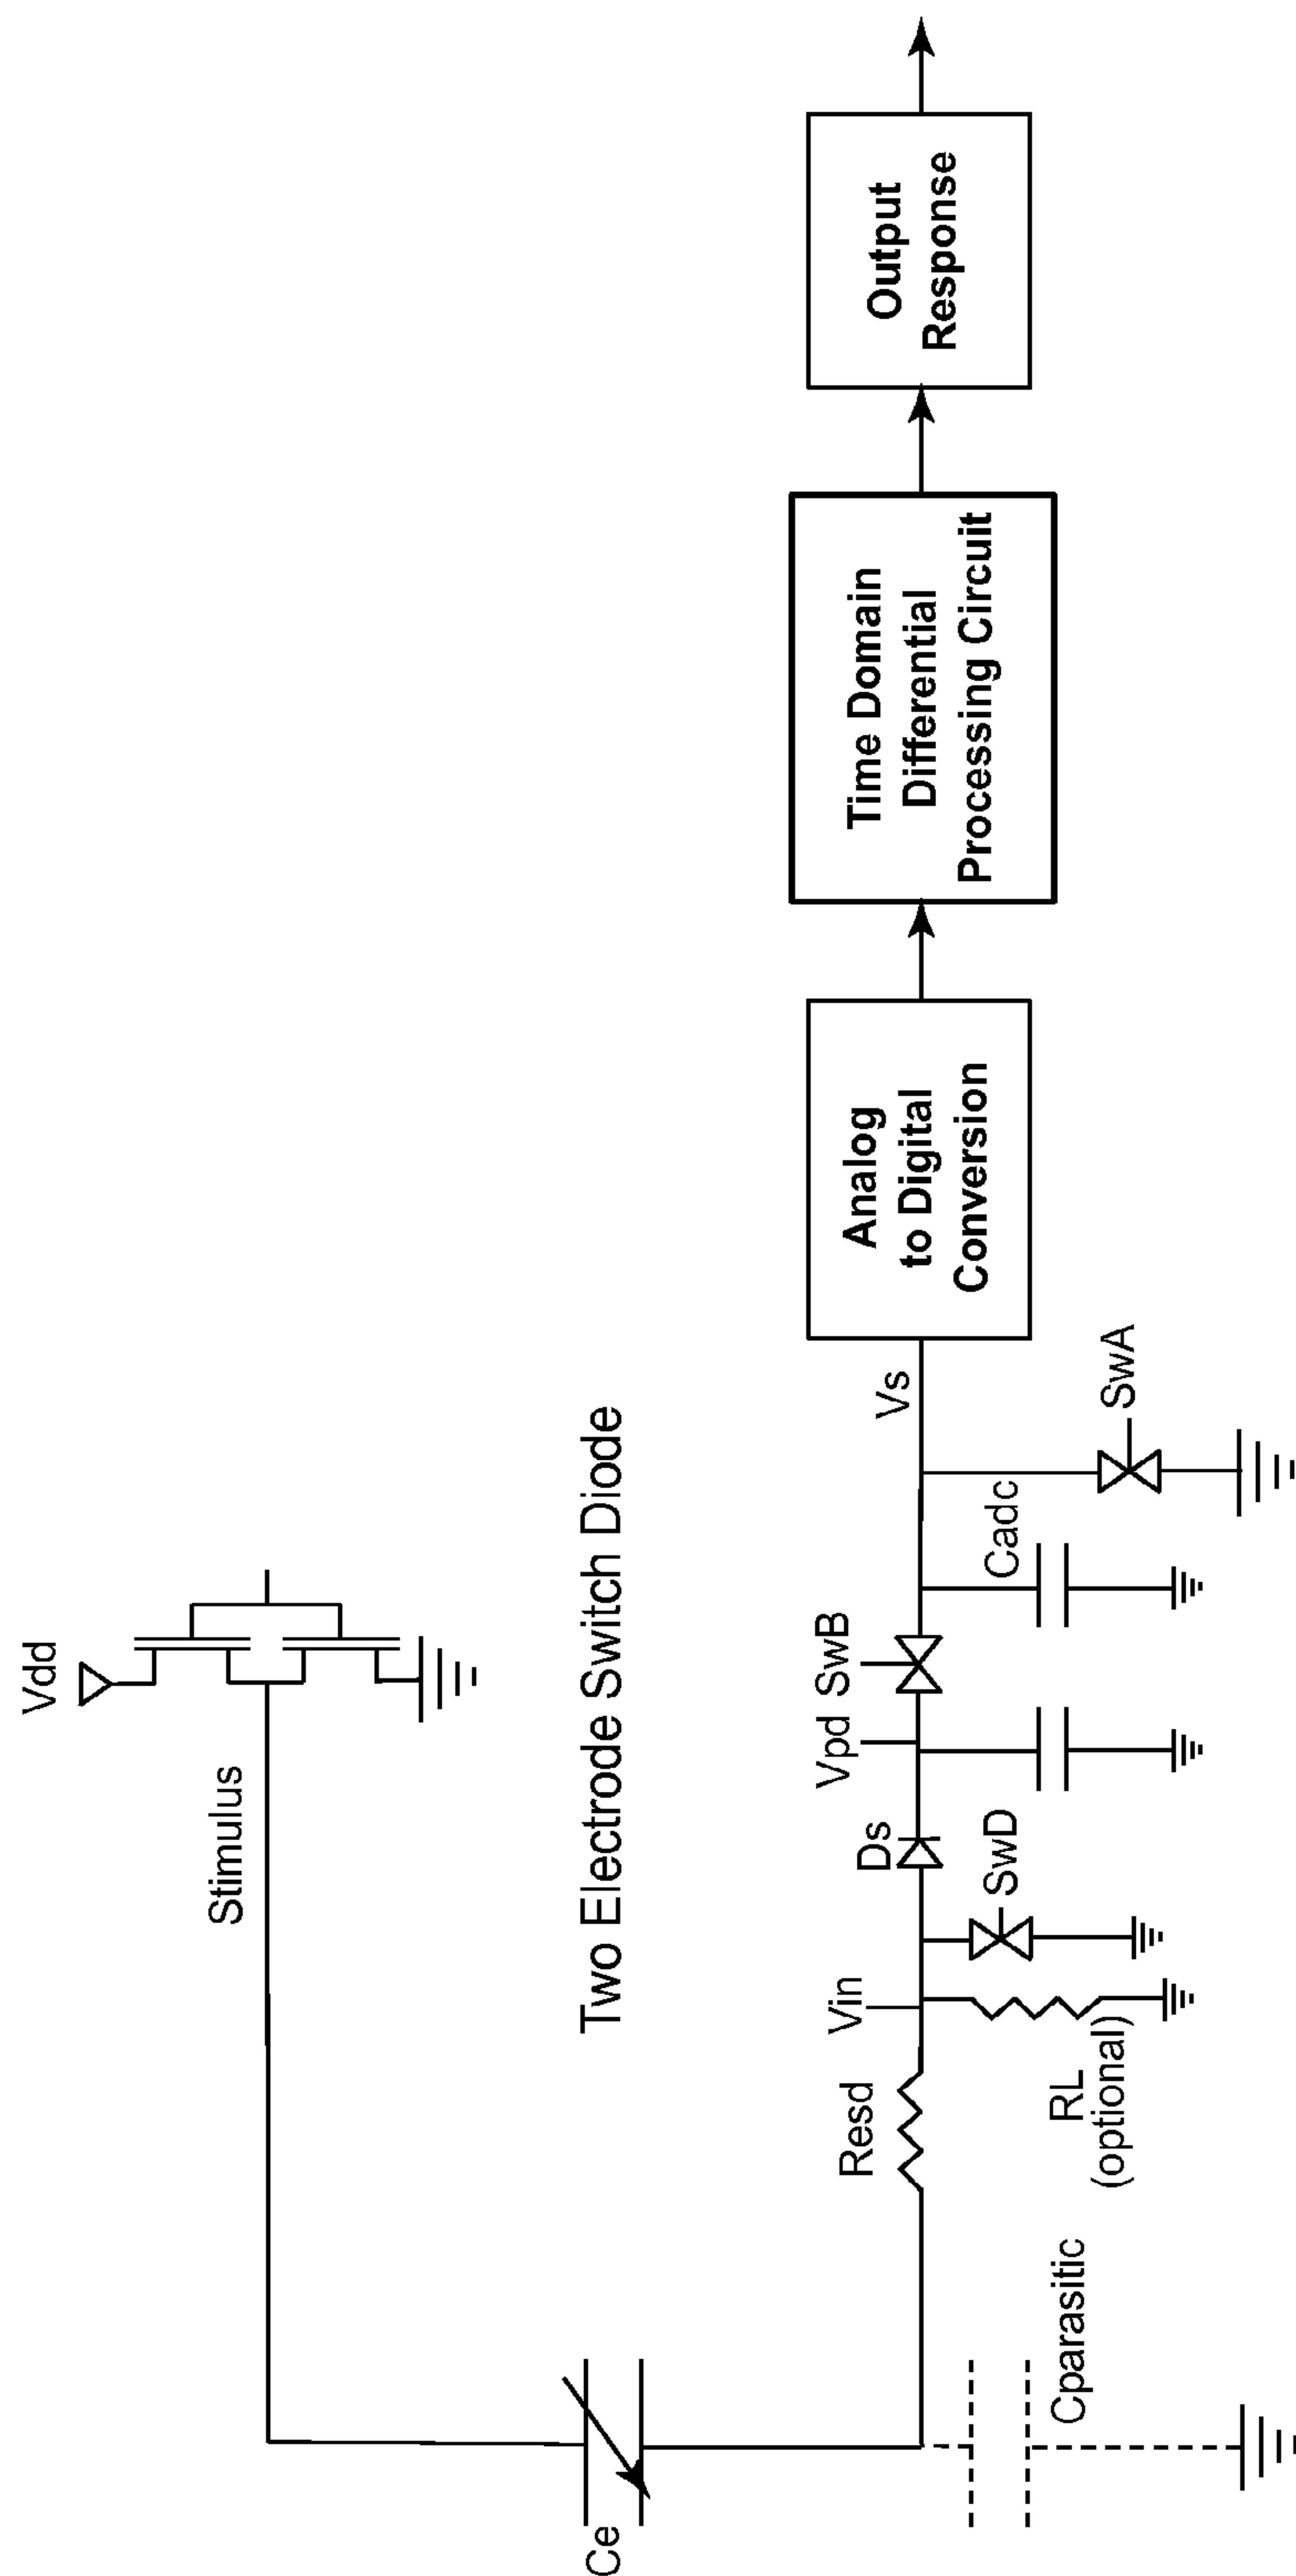 Vdd
Stimulus
Two Electrode Switch Diode
Ce
Cparasitic
Resd
Vin
RL
(optional)
SwD
Ds
Vpd
SwB
Cadc
Vs
SwA
Analog
to Digital
Conversion
Time Domain
Differential
Processing Circuit
Output
Response